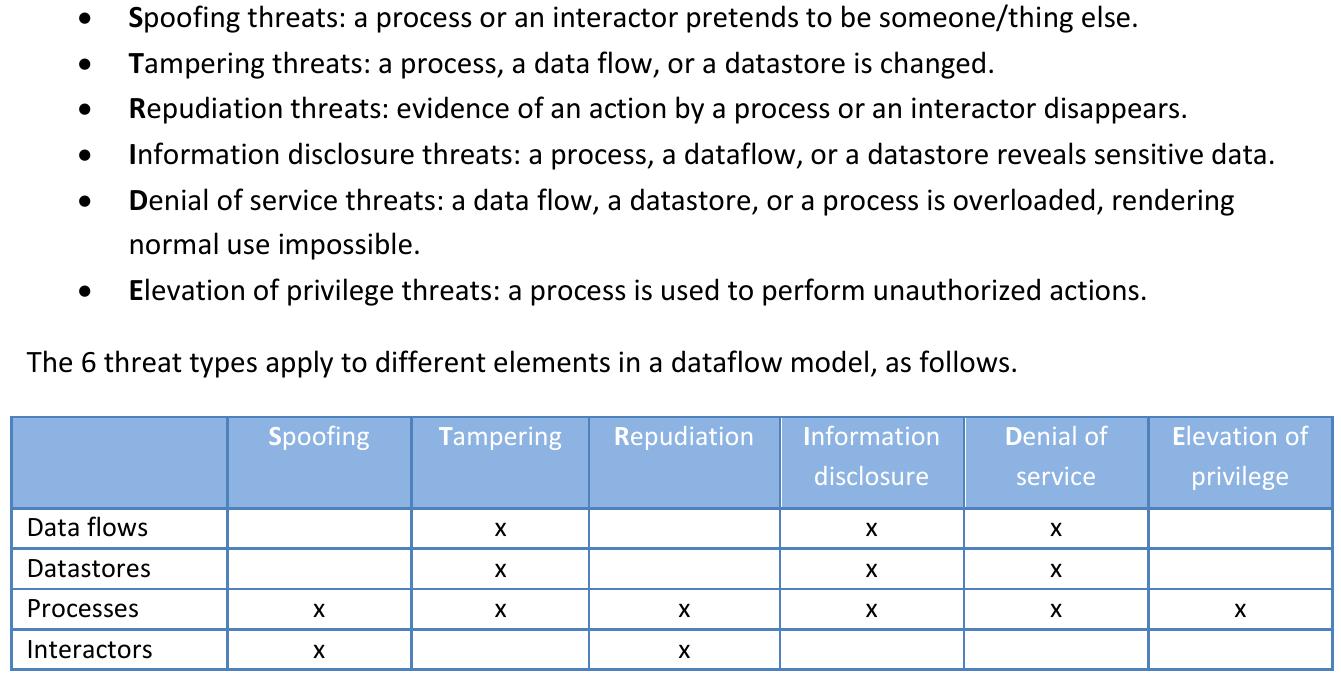 • Spoofing threats: a process or an interactor pretends to be someone/thing else.
• Tampering threats: a process, a data flow, or a datastore is changed.
• Repudiation threats: evidence of an action by a process or an interactor disappears.
• Information disclosure threats: a process, a dataflow, or a datastore reveals sensitive data.
• Denial of service threats: a data flow, a datastore, or a process is overloaded, rendering
normal use impossible.
• Elevation of privilege threats: a process is used to perform unauthorized actions.
The 6 threat types apply to different elements in a dataflow model, as follows.
Spoofing Tampering Repudiation Information disclosure Denial of service Elevation of privilege
Data flows x x x
Datastores x x x
Processes x x x x x x
Interactors x x